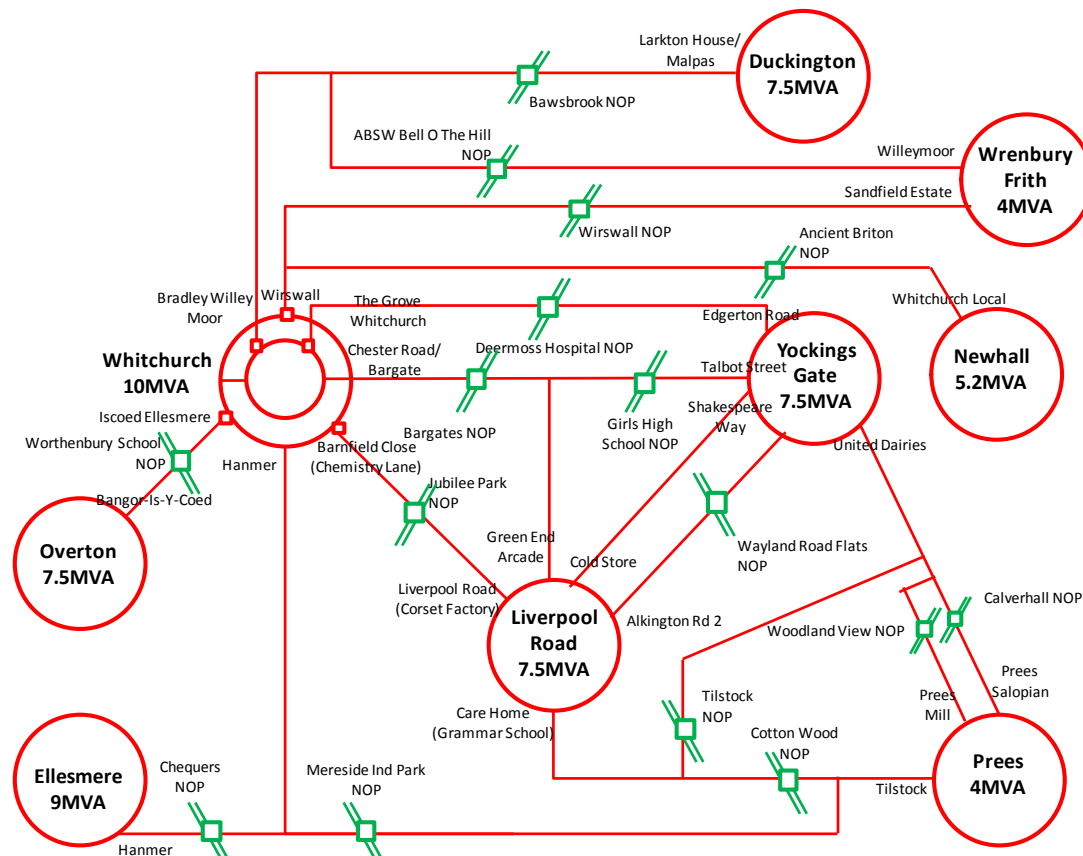 Larkton House/
Malpas
Duckington
7.5MVA
Bawsbrook NOP
ABSW Bell O The Hill
NOP
Willeymoor
Wrenbury
Frith
4MVA
Sandfield Estate
Wirswall NOP
Ancient Briton
NOP
Bradley Willey
Moor
Wirswall
The Grove
Whitchurch
Edgerton Road
Whitchurch Local
Whitchurch
10MVA
Chester Road/
Bargate
Deermoss Hospital NOP
Talbot Street
Yockings
Gate
7.5MVA
Newhall
5.2MVA
Iscoed Ellesmere
Worthenbury School
NOP
Hanmer
Barnfield Close
(Chemistry Lane)
Bargates NOP
Girls High
School NOP
Shakespeare
Way
United Dairies
Bangor-Is-Y-Coed
Jubilee Park
NOP
Overton
7.5MVA
Green End
Arcade
Cold Store
Wayland Road Flats
NOP
Liverpool Road
(Corset Factory)
Liverpool
Road
7.5MVA
Alkington Rd 2
Woodland View NOP
Calverhall NOP
Prees
Mill
Prees
Salopian
Care Home
(Grammar School)
Tilstock
NOP
Cotton Wood
NOP
Tilstock
Prees
4MVA
Ellesmere
9MVA
Chequers
NOP
Mereside Ind Park
NOP
Hanmer